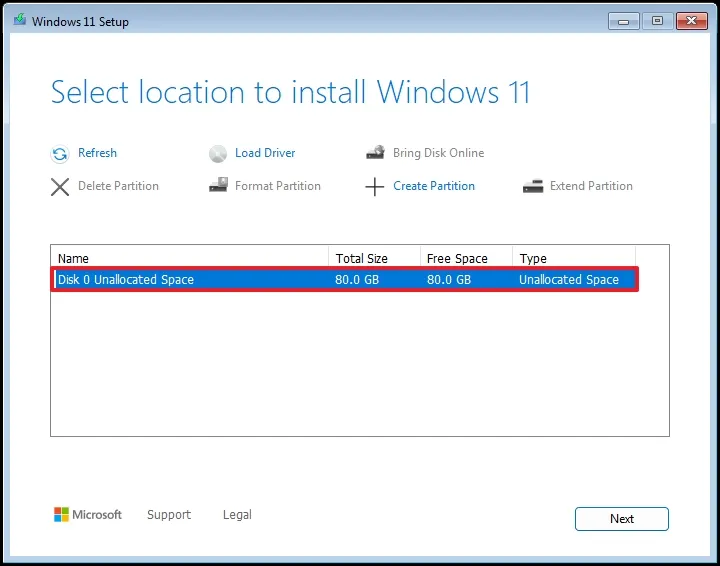 Windows 11 Setup
Select location to install Windows 11
Refresh Load Driver Bring Disk Online
Delete Partition Format Partition Create Partition Extend Partition
Name Total Size Free Space Type
Disk 0 Unallocated Space 80.0 GB 80.0 GB Unallocated Space
Microsoft Support Legal Next